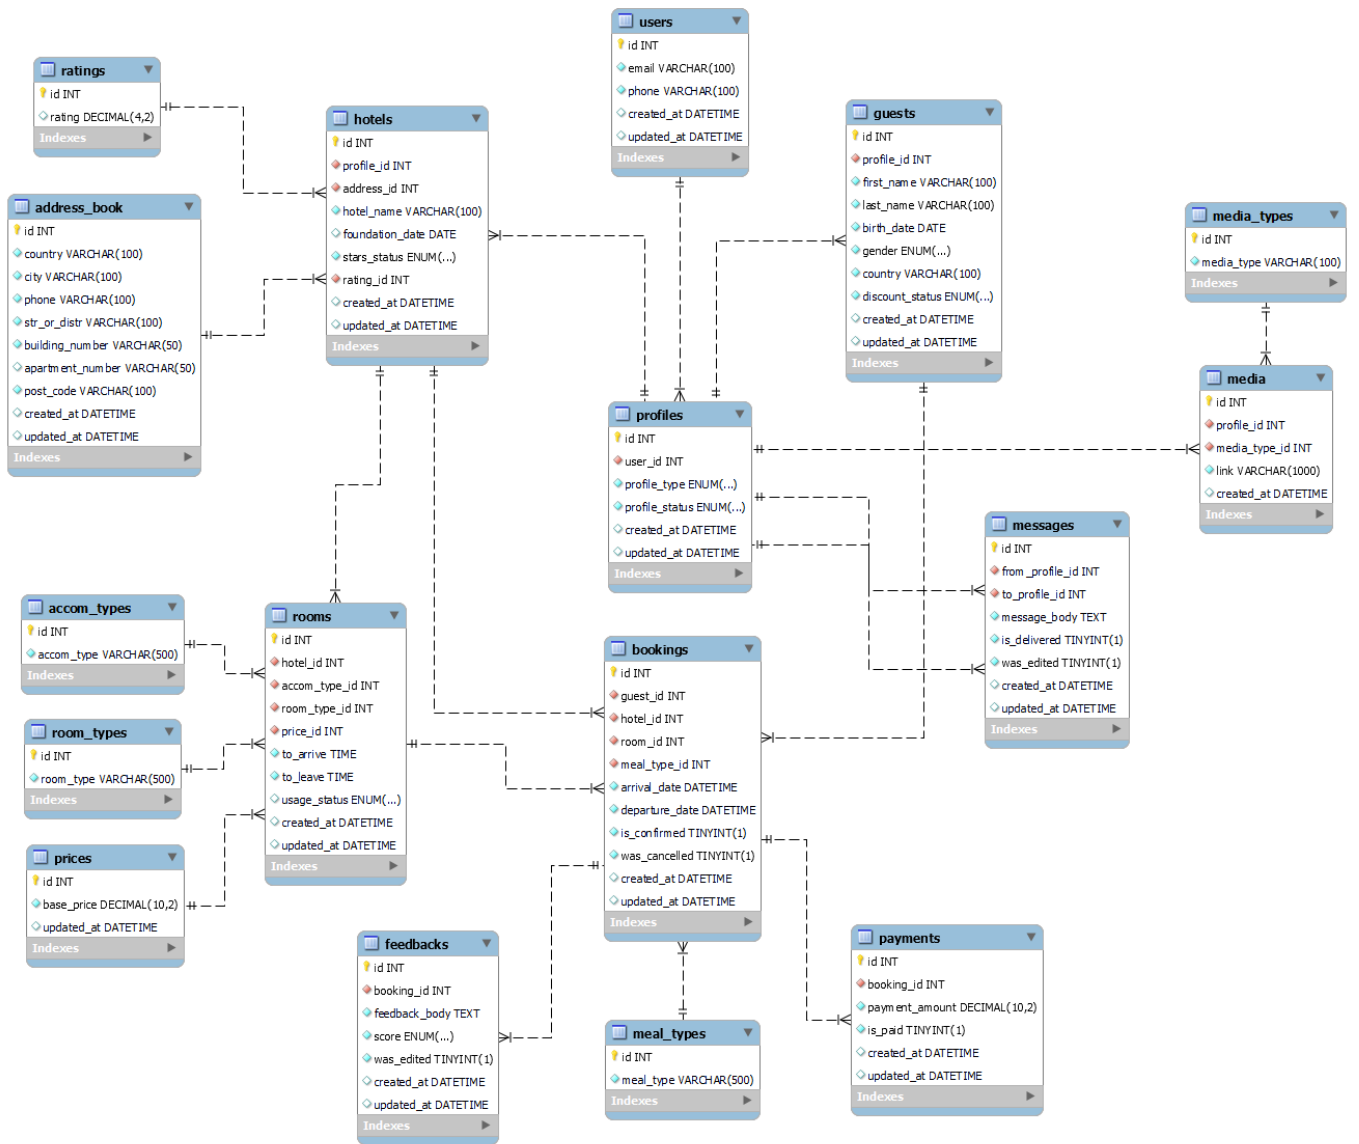 users
id INT
email VARCHAR(100)
phone VARCHAR(100)
created_at DATETIME
updated_at DATETIME
Indexes
ratings
id INT
rating DECIMAL(4,2)
Indexes
hotels
id INT
profile_id INT
address_id INT
hotel_name VARCHAR(100)
foundation_date DATE
stars_status ENUM(...)
rating_id INT
created_at DATETIME
updated_at DATETIME
Indexes
guests
id INT
profile_id INT
first_name VARCHAR(100)
last_name VARCHAR(100)
birth_date DATE
gender ENUM(...)
country VARCHAR(100)
discount_status ENUM(...)
created_at DATETIME
updated_at DATETIME
Indexes
address_book
id INT
country VARCHAR(100)
city VARCHAR(100)
phone VARCHAR(100)
str_or_distr VARCHAR(100)
building_number VARCHAR(50)
apartment_number VARCHAR(50)
post_code VARCHAR(100)
created_at DATETIME
updated_at DATETIME
Indexes
media_types
id INT
media_type VARCHAR(100)
Indexes
media
id INT
profile_id INT
media_type_id INT
link VARCHAR(1000)
created_at DATETIME
Indexes
profiles
id INT
user_id INT
profile_type ENUM(...)
profile_status ENUM(...)
created_at DATETIME
updated_at DATETIME
Indexes
messages
id INT
from_profile_id INT
to_profile_id INT
message_body TEXT
is_delivered TINYINT(1)
was_edited TINYINT(1)
created_at DATETIME
updated_at DATETIME
Indexes
accom_types
id INT
accom_type VARCHAR(500)
Indexes
rooms
id INT
hotel_id INT
accom_type_id INT
room_type_id INT
price_id INT
to_arrive TIME
to_leave TIME
usage_status ENUM(...)
created_at DATETIME
updated_at DATETIME
Indexes
bookings
id INT
guest_id INT
hotel_id INT
room_id INT
meal_type_id INT
arrival_date DATETIME
departure_date DATETIME
is_confirmed TINYINT(1)
was_cancelled TINYINT(1)
created_at DATETIME
updated_at DATETIME
Indexes
room_types
id INT
room_type VARCHAR(500)
Indexes
prices
id INT
base_price DECIMAL(10,2)
updated_at DATETIME
Indexes
feedbacks
id INT
booking_id INT
feedback_body TEXT
score ENUM(...)
was_edited TINYINT(1)
created_at DATETIME
updated_at DATETIME
Indexes
payments
id INT
booking_id INT
payment_amount DECIMAL(10,2)
is_paid TINYINT(1)
created_at DATETIME
updated_at DATETIME
Indexes
meal_types
id INT
meal_type VARCHAR(500)
Indexes